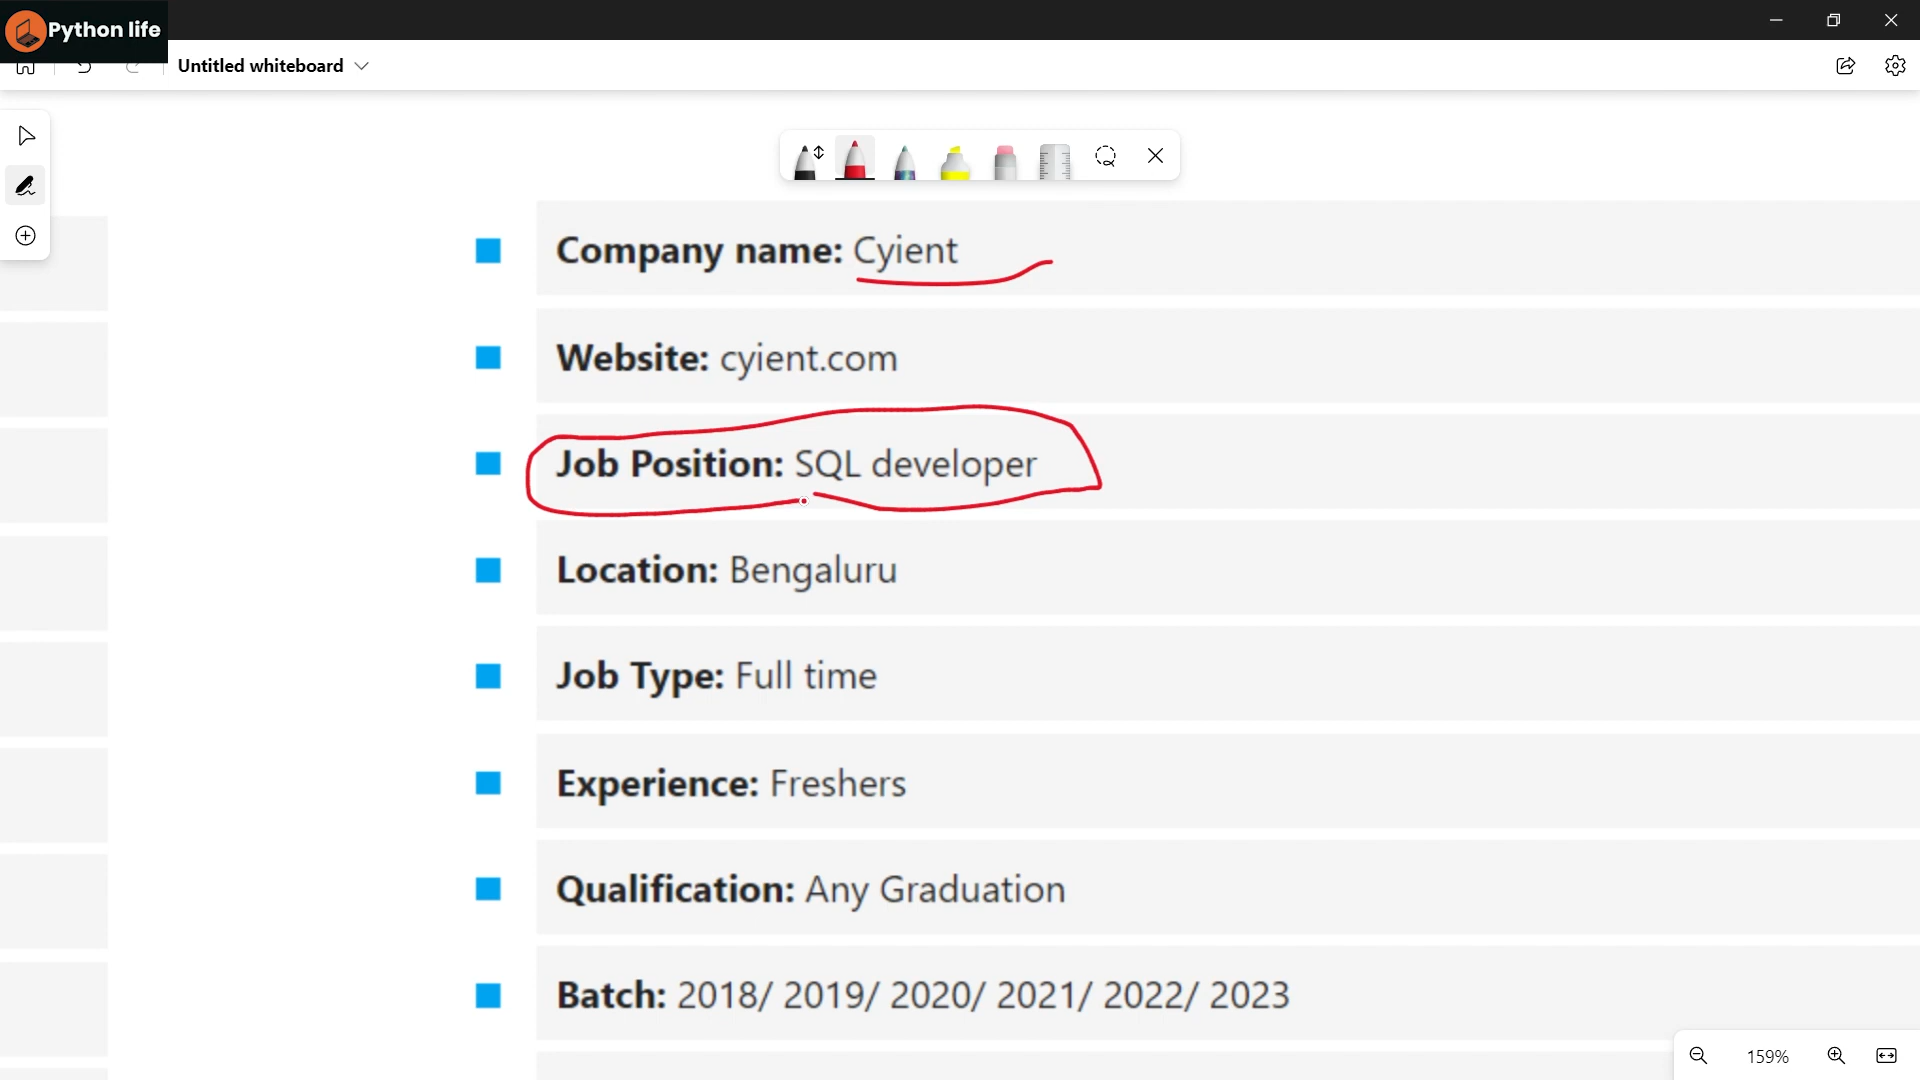 Python life
Untitled whiteboard
Company name: Cyient
Website: cyient.com
Job Position: SQL developer
Location: Bengaluru
Job Type: Full time
Experience: Freshers
Qualification: Any Graduation
Batch: 2018/ 2019/ 2020/ 2021/ 2022/ 2023
159%